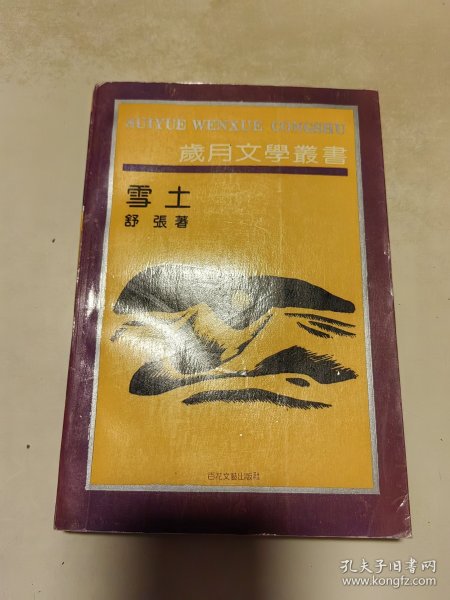 SUIYUE WENXUE CONGSHU
歲月文學叢書
雪土
舒 張著
百花文藝出版社
孔夫子旧书网
www.kongfz.com